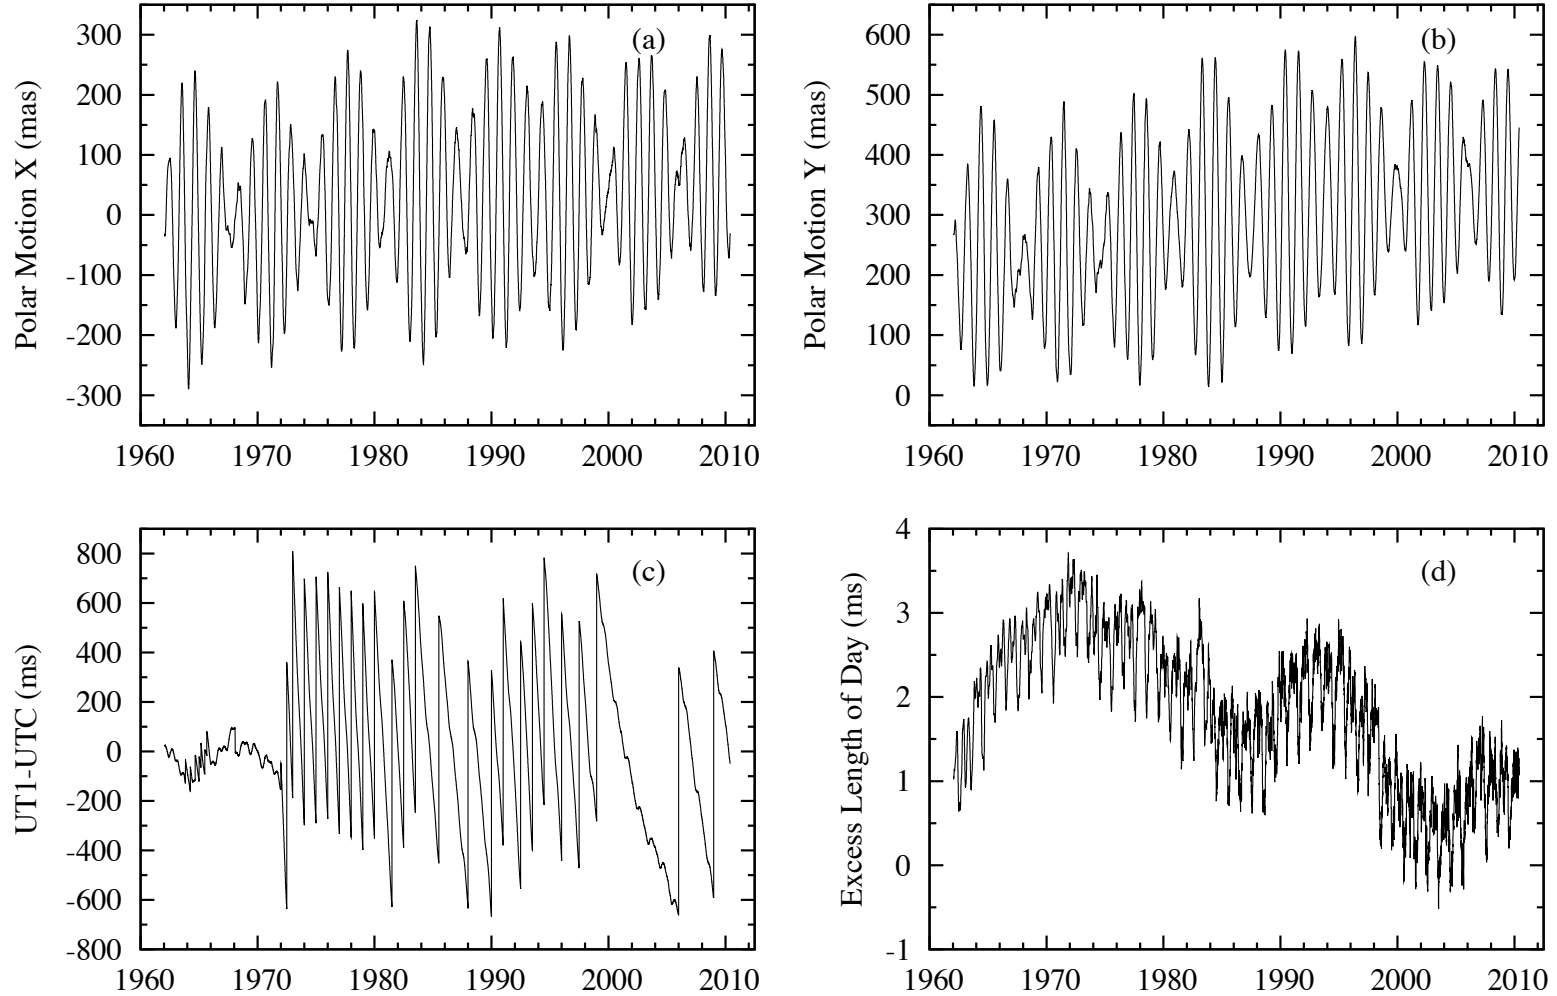 (a)
Polar Motion X (mas)
300
200
100
0
-100
-200
-300
1960 1970 1980 1990 2000 2010
(b)
Polar Motion Y (mas)
600
500
400
300
200
100
0
1960 1970 1980 1990 2000 2010
(c)
UT1-UTC (ms)
800
600
400
200
0
-200
-400
-600
-800
1960 1970 1980 1990 2000 2010
(d)
Excess Length of Day (ms)
4
3
2
1
0
-1
1960 1970 1980 1990 2000 2010